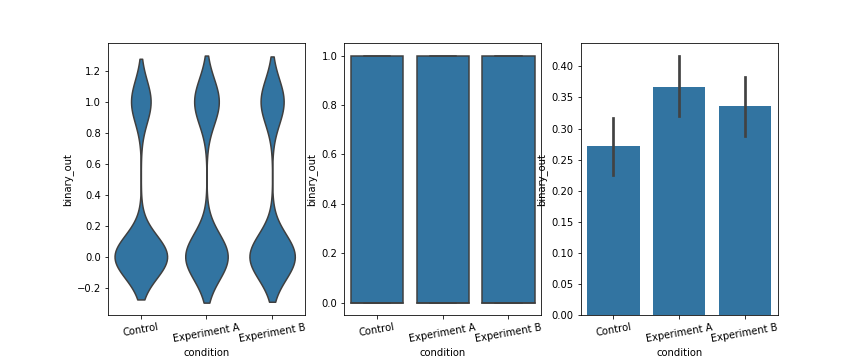 binary_out
1.2
1.0
0.8
0.6
0.4
0.2
0.0
−0.2
Control
Experiment A
Experiment B
condition
binary_out
1.0
0.8
0.6
0.4
0.2
0.0
Control
Experiment A
Experiment B
condition
binary_out
0.40
0.35
0.30
0.25
0.20
0.15
0.10
0.05
0.00
Control
Experiment A
Experiment B
condition